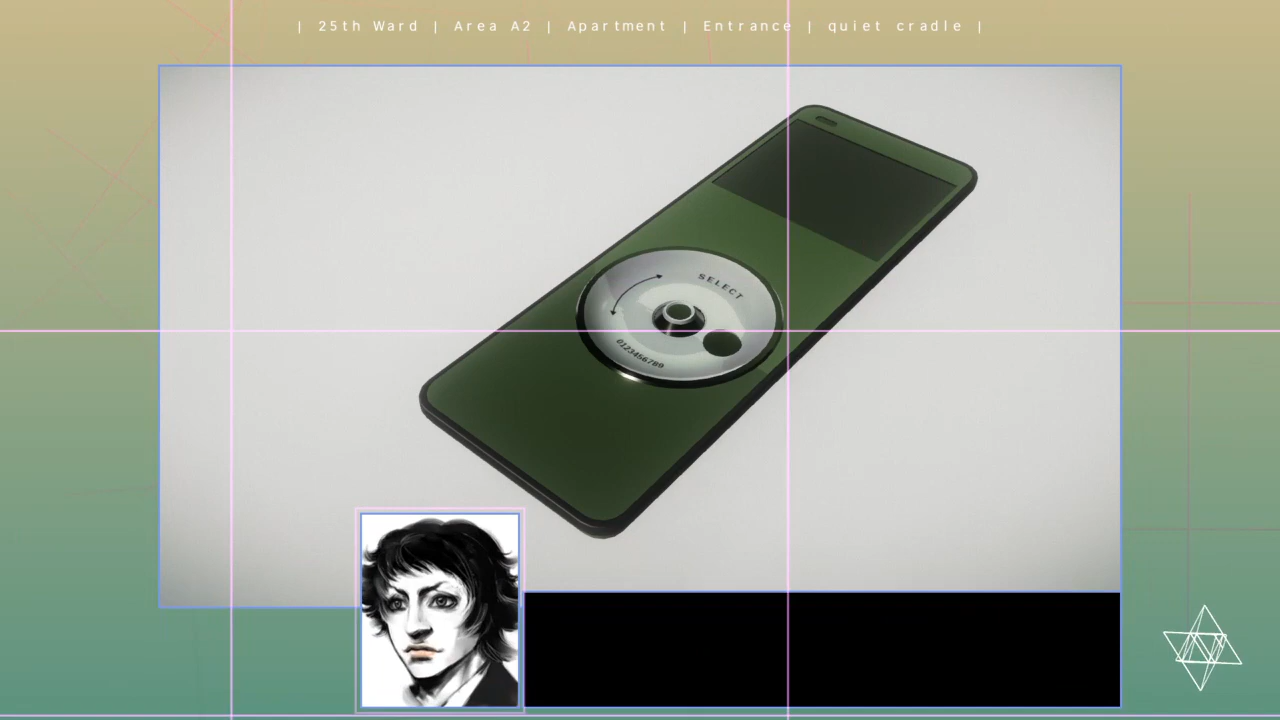 | 25th Ward | Area A2 | Apartment | Entrance | quiet cradle |
SELECT
0123456789